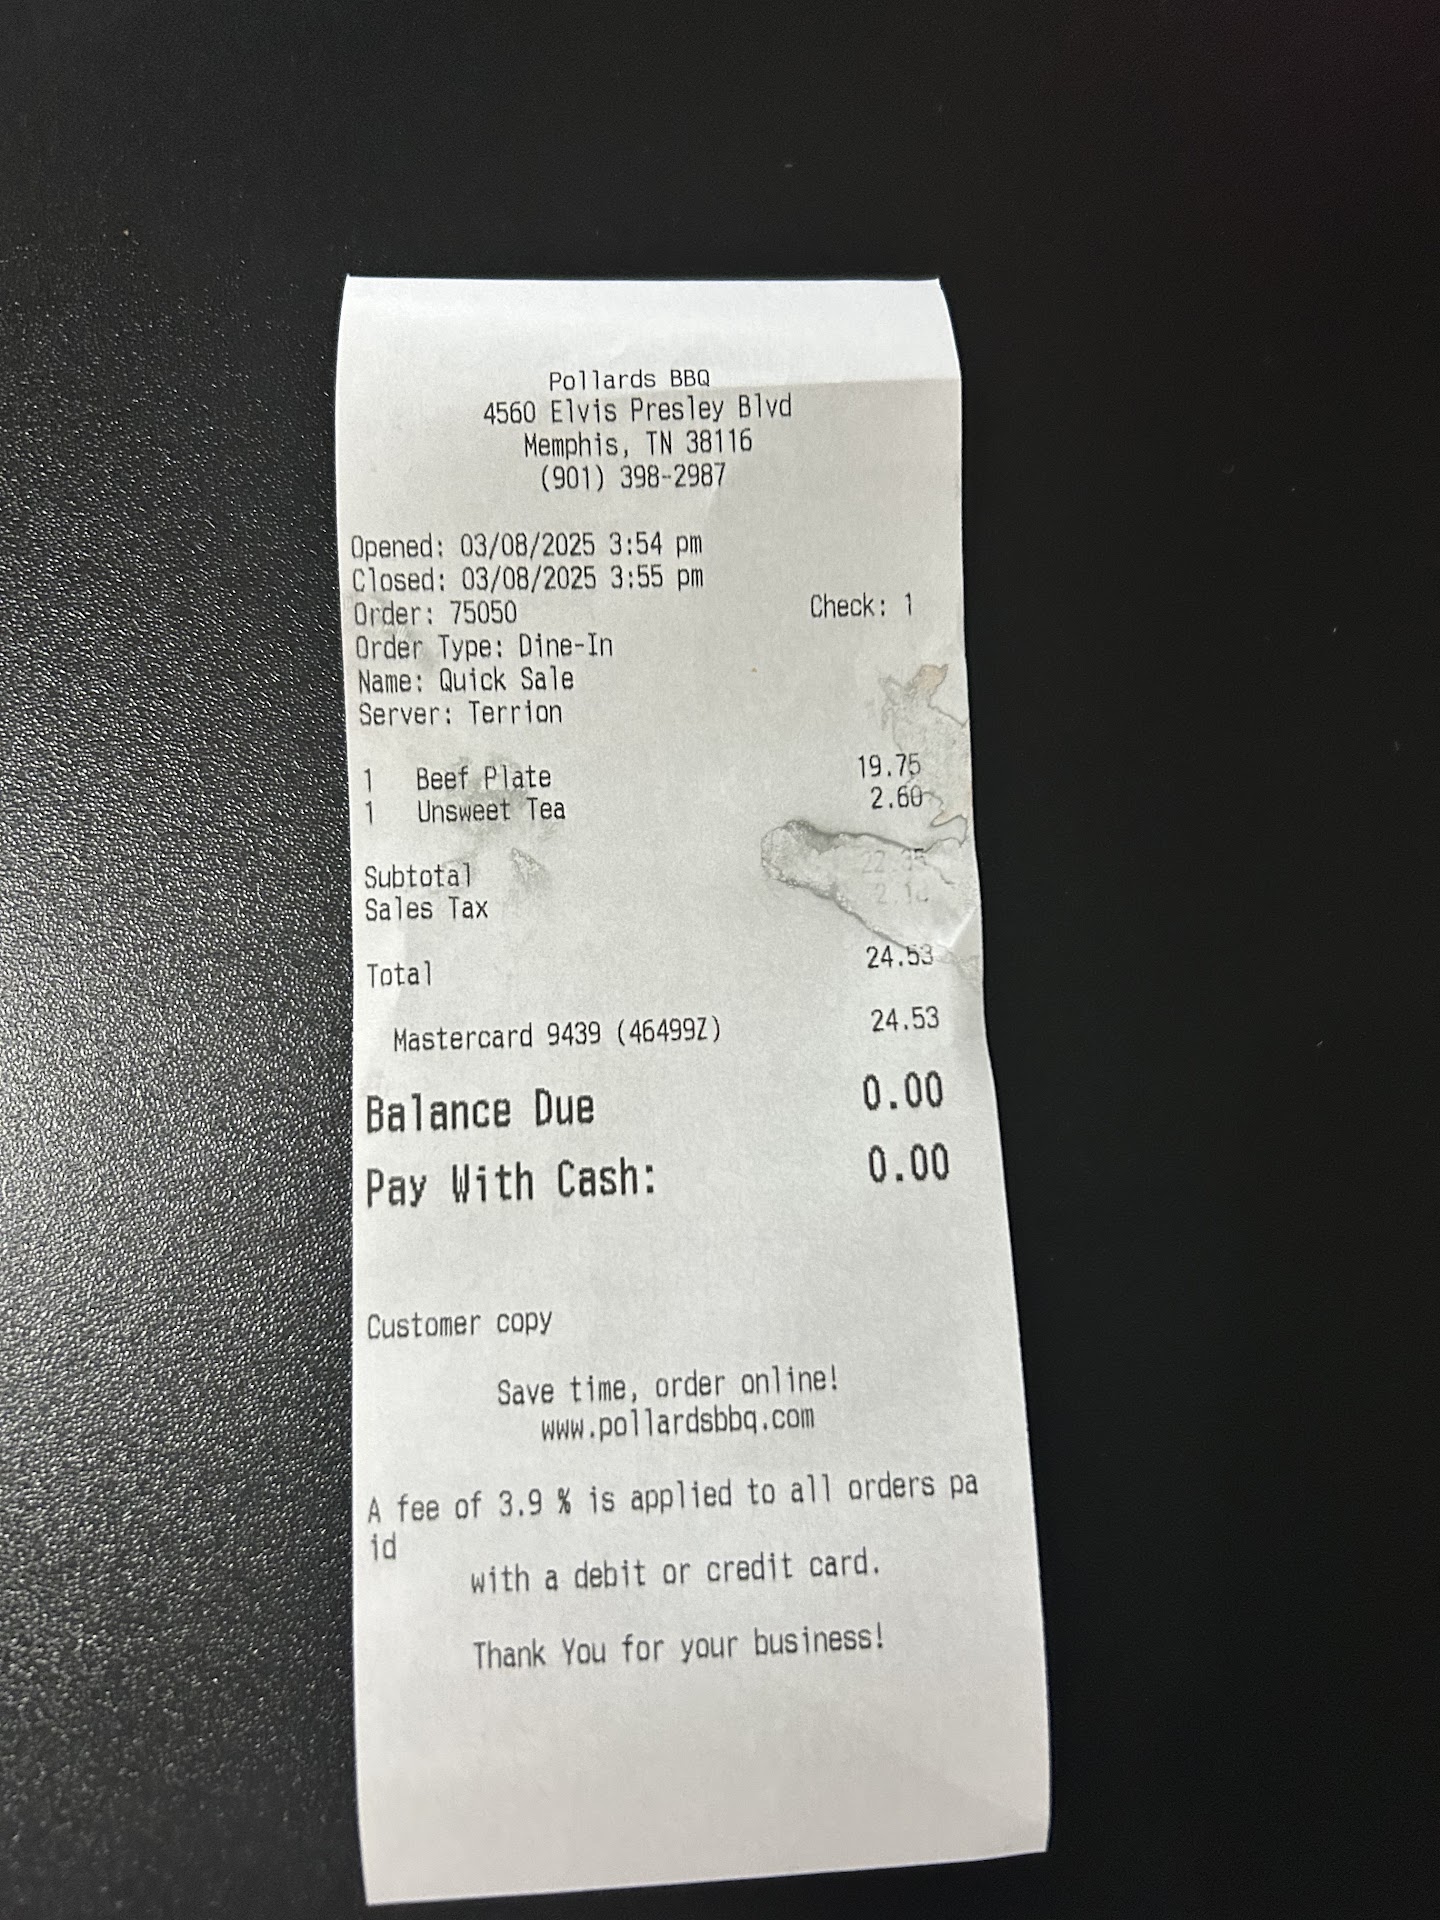 Pollards BBQ
4560 Elvis Presley Blvd
Memphis, TN 38116
(901) 398-2987
Opened: 03/08/2025 3:54 pm
Closed: 03/08/2025 3:55 pm
Order: 75050 Check: 1
Order Type: Dine-In
Name: Quick Sale
Server: Terrion
1 Beef Plate 19.75
1 Unsweet Tea 2.60
Subtotal 22.35
Sales Tax
Total 24.53
Mastercard 9439 (46499Z) 24.53
Balance Due 0.00
Pay With Cash: 0.00
Customer copy
Save time, order online!
www.pollardsbbq.com
A fee of 3.9 % is applied to all orders pa
id
with a debit or credit card.
Thank You for your business!